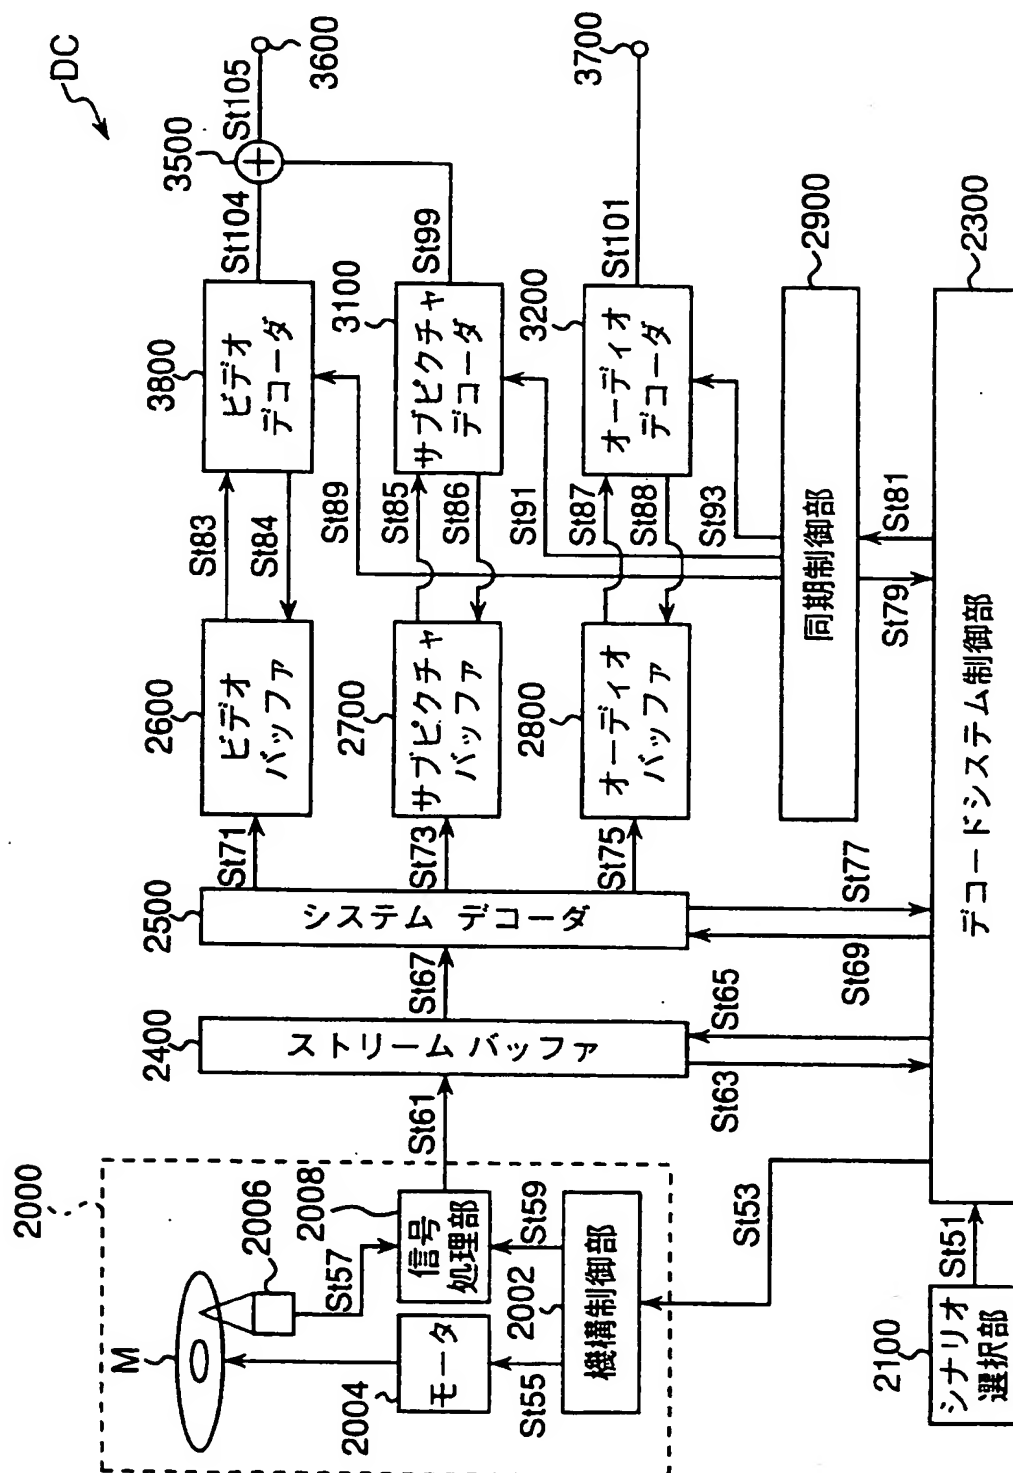 2000
M
2006
St57
2008
信号
処理部
2004
モータ
St55
2002
St59
機構制御部
St61
2400
ストリーム バッファ
St67
2500
システム デコーダ
St71
St73
St75
2600
ビデオ
バッファ
2700
サブピクチャ
バッファ
2800
オーディオ
バッファ
St83
St84
St89
St85
St86
St91
St87
St88
St93
3800
ビデオ
デコーダ
3100
サブピクチャ
デコーダ
3200
オーディオ
デコーダ
St104
3500
St105
DC
3600
St99
St101
3700
同期制御部
2900
St79
St81
St63
St65
St69
St77
St53
2100
シナリオ
選択部
St51
デコードシステム制御部
2300